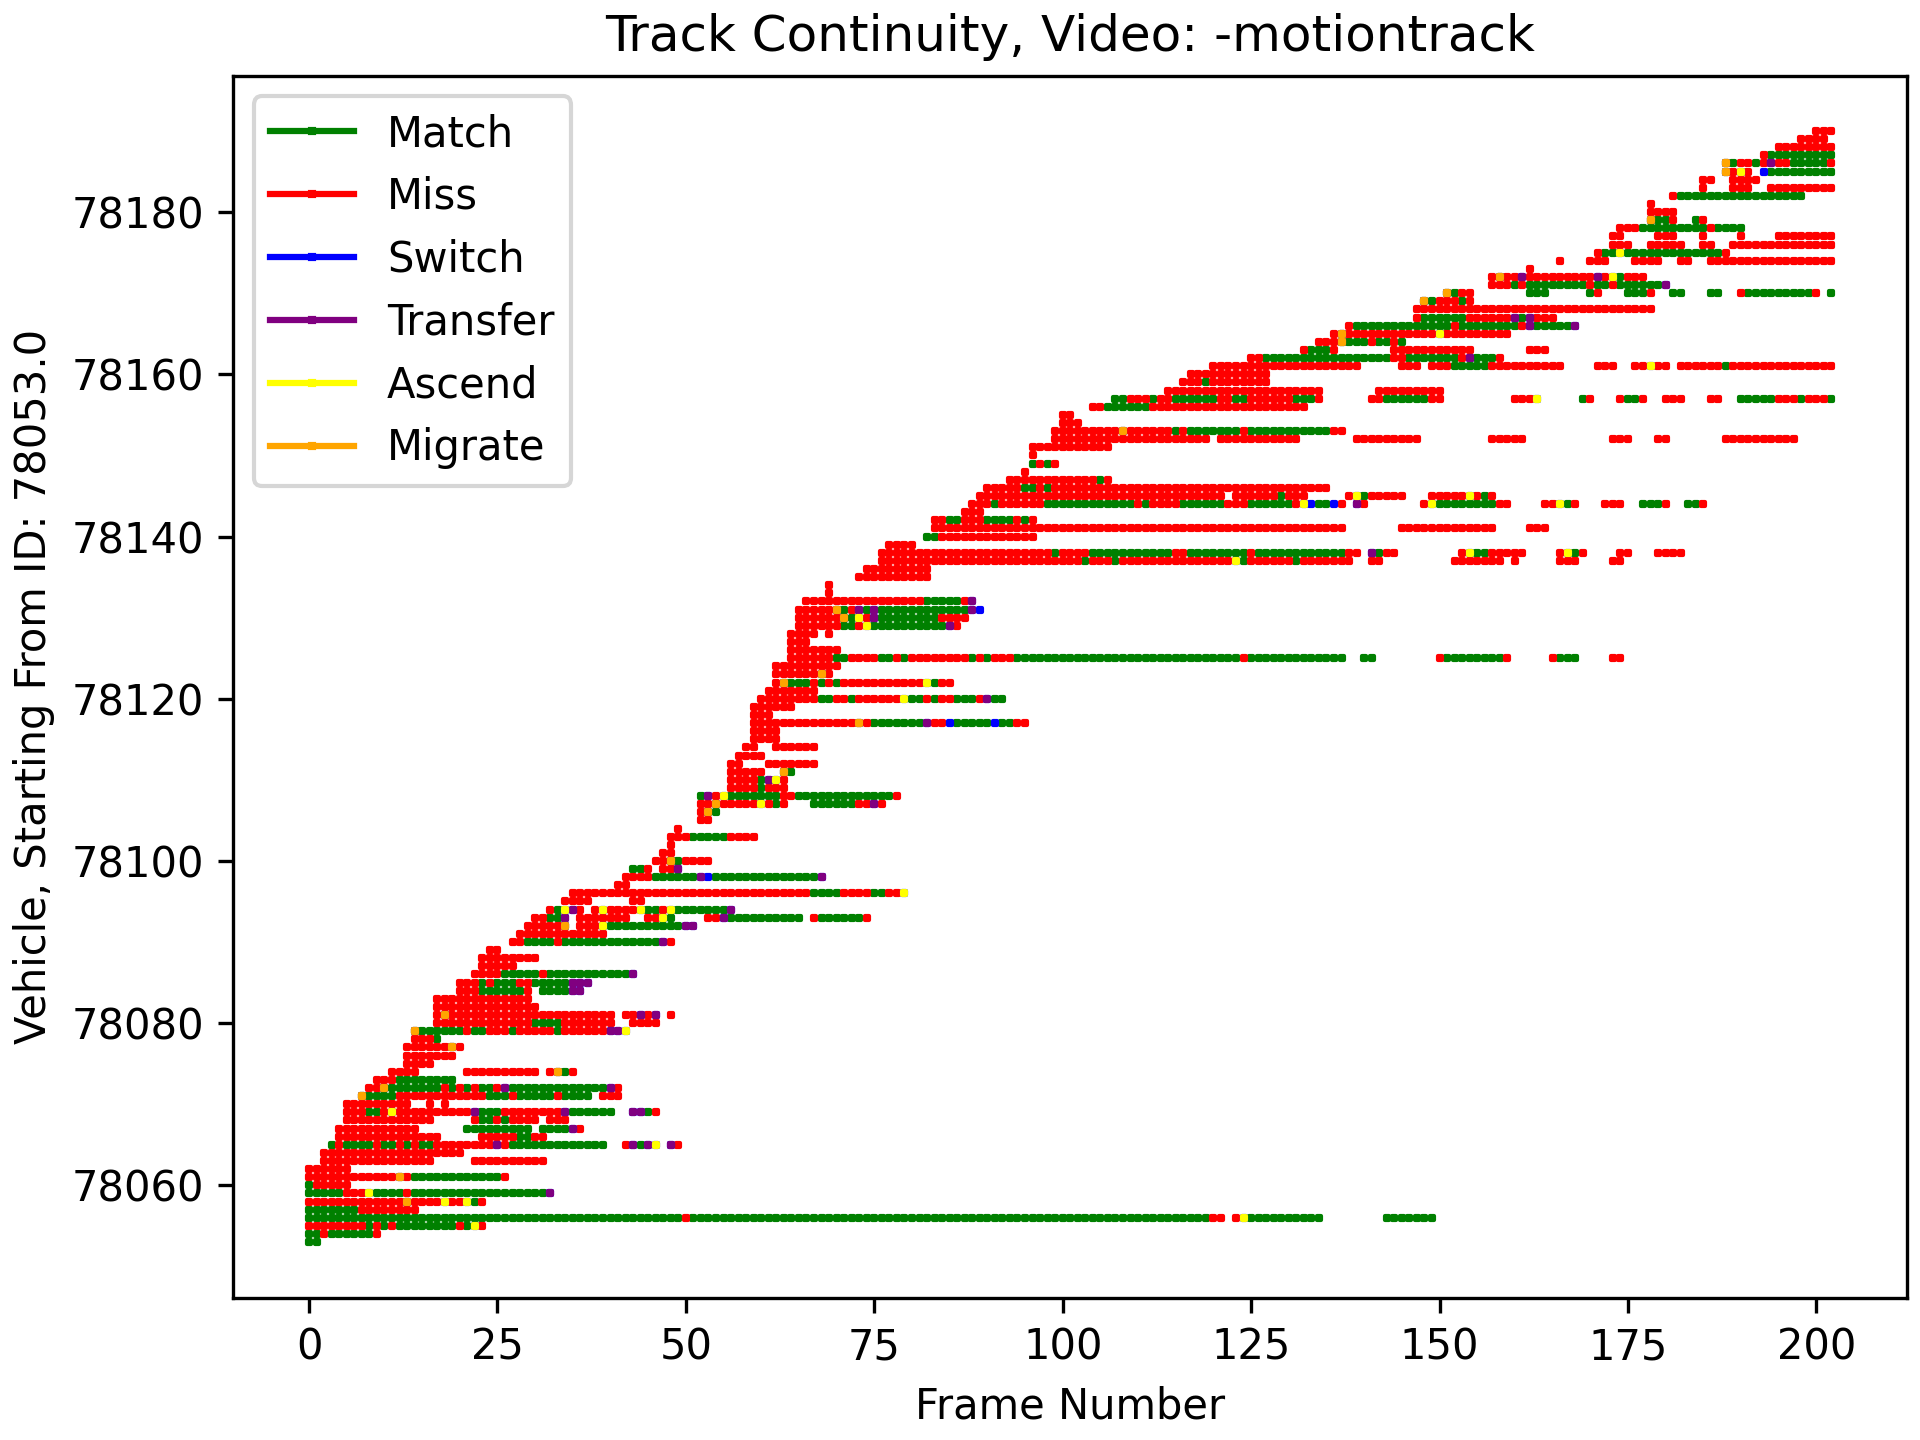 Track Continuity, Video: -motiontrack
Match
Miss
Switch
Transfer
Ascend
Migrate
Vehicle, Starting From ID: 78053.0
78180
78160
78140
78120
78100
78080
78060
0 25 50 75 100 125 150 175 200
Frame Number